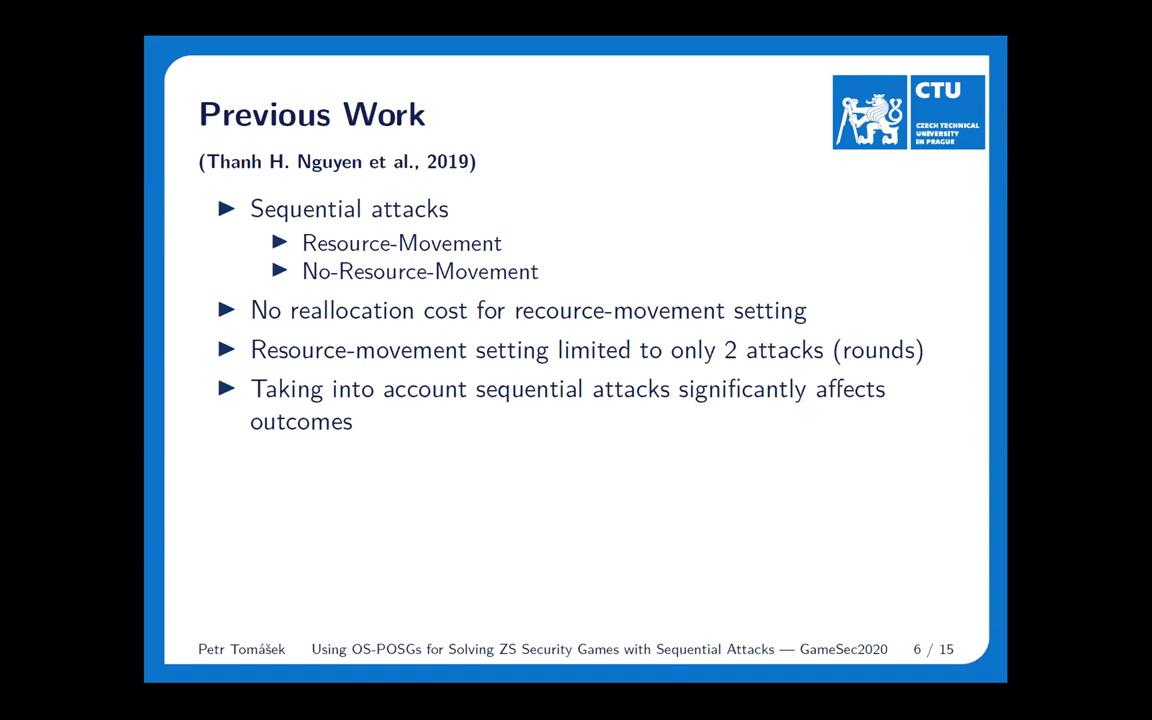 Previous Work
CTU
CZECH TECHNICAL
UNIVERSITY
IN PRAGUE
(Thanh H. Nguyen et al., 2019)
▶ Sequential attacks
▶ Resource-Movement
▶ No-Resource-Movement
▶ No reallocation cost for recource-movement setting
▶ Resource-movement setting limited to only 2 attacks (rounds)
▶ Taking into account sequential attacks significantly affects
outcomes
Petr Tomášek Using OS-POSGs for Solving ZS Security Games with Sequential Attacks — GameSec2020 6 / 15